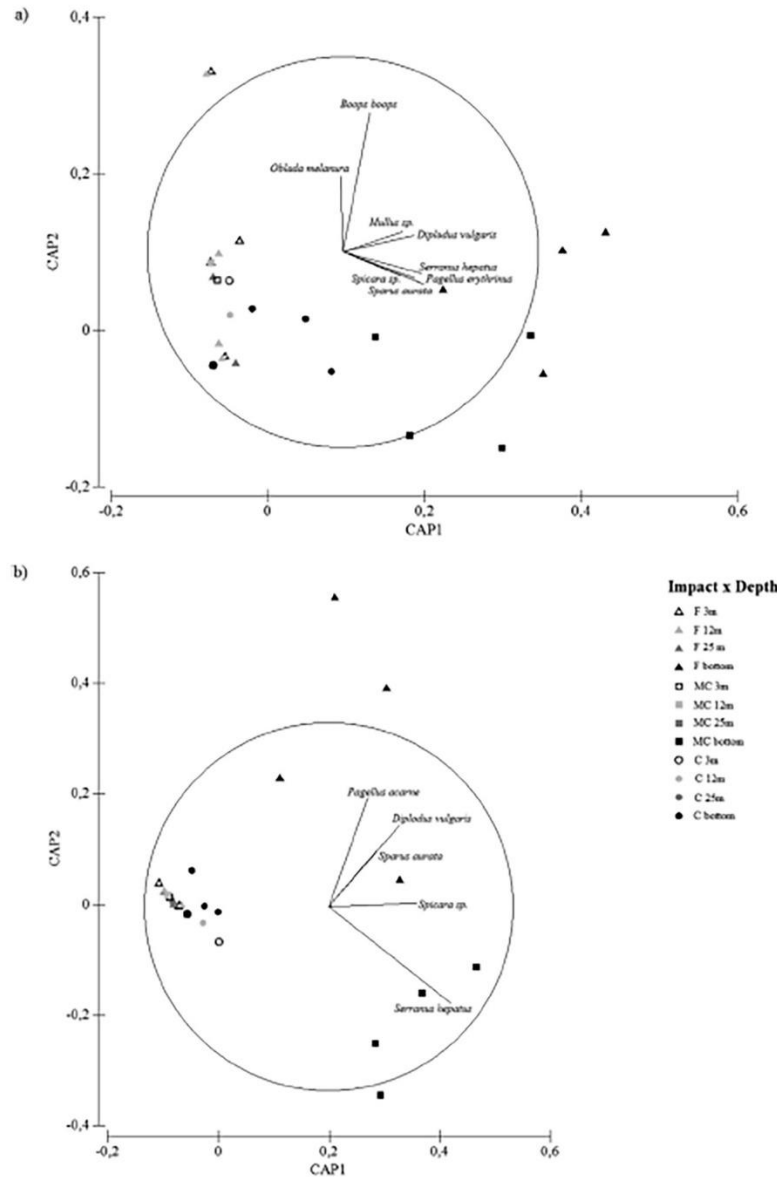 a)
0,4
0,2
0
-0,2
CAP2
Boops boops
Oblada melanura
Mullus sp.
Diplodus vulgaris
Serranus hepatus
Spicara sp.
Pagellus erythrinus
Sparus aurata
-0,2
0
0,2
0,4
0,6
CAP1
b)
0,6
0,4
0,2
0
-0,2
-0,4
CAP2
Pagellus acarne
Diplodus vulgaris
Sparus aurata
Spicara sp.
Serranus hepatus
-0,2
0
0,2
0,4
0,6
CAP1
Impact x Depth
F 3m
F 12m
F 25 m
F bottom
MC 3m
MC 12m
MC 25m
MC bottom
C 3m
C 12m
C 25m
C bottom